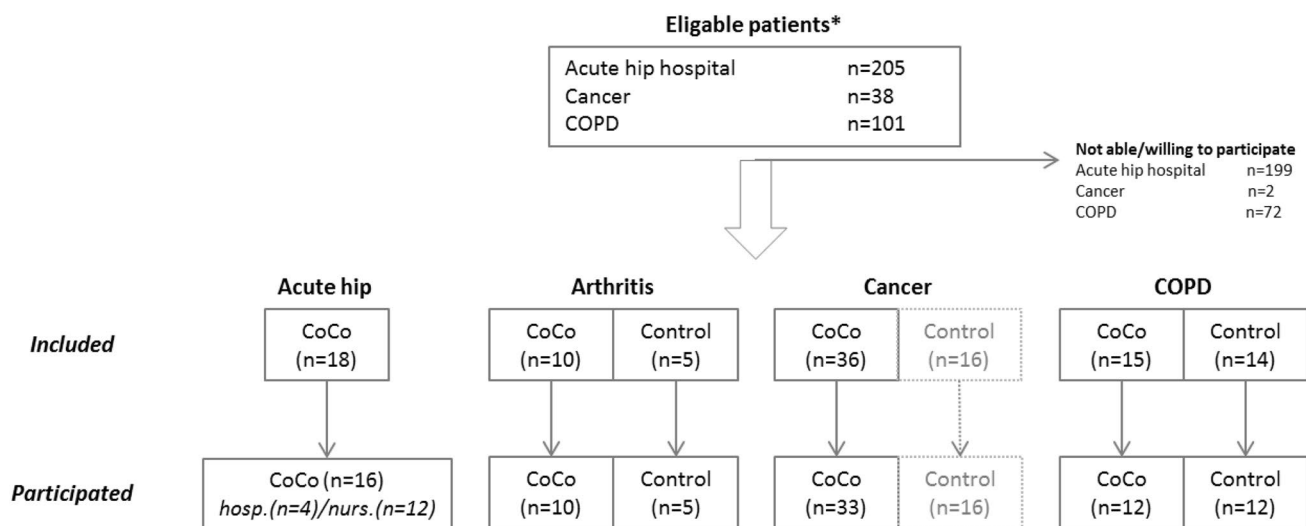 Eligable patients*
Acute hip hospital n=205
Cancer n=38
COPD n=101
Not able/willing to participate
Acute hip hospital n=199
Cancer n=2
COPD n=72
Acute hip Arthritis Cancer COPD
Included
CoCo Control CoCo Control CoCo Control
CoCo
(n=18) (n=10) (n=5) (n=36) (n=16) (n=15) (n=14)
Participated
CoCo (n=16)
hosp.(n=4)/nurs.(n=12)
CoCo Control CoCo Control CoCo Control
(n=10) (n=5) (n=33) (n=16) (n=12) (n=12)